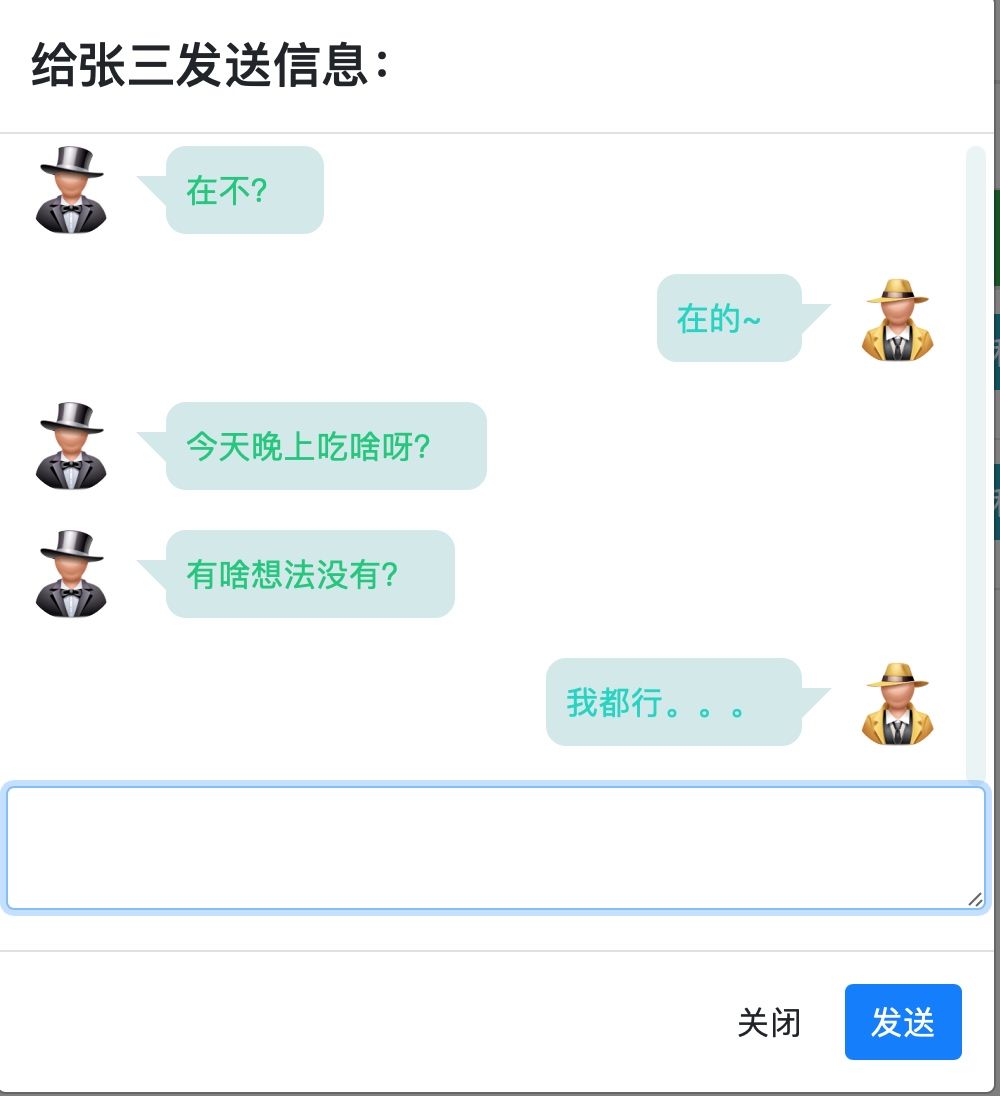 给张三发送信息：
在不?
在的~
今天晚上吃啥呀?
有啥想法没有?
我都行。。。
关闭
发送